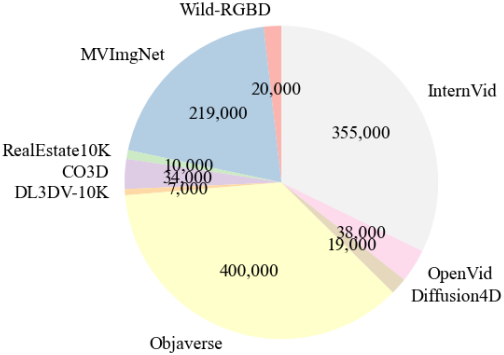 Wild-RGBD
MVImgNet
20,000
InternVid
219,000
355,000
RealEstate10K
10,000
CO3D
34,000
DL3DV-10K
7,000
38,000
19,000
OpenVid
400,000
Diffusion4D
Objaverse